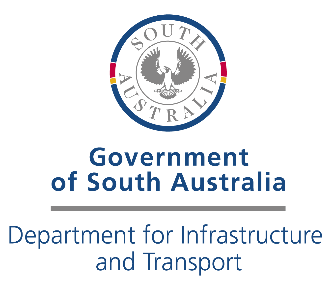 SOUTH
AUSTRALIA
Government
of South Australia
Department for Infrastructure
and Transport